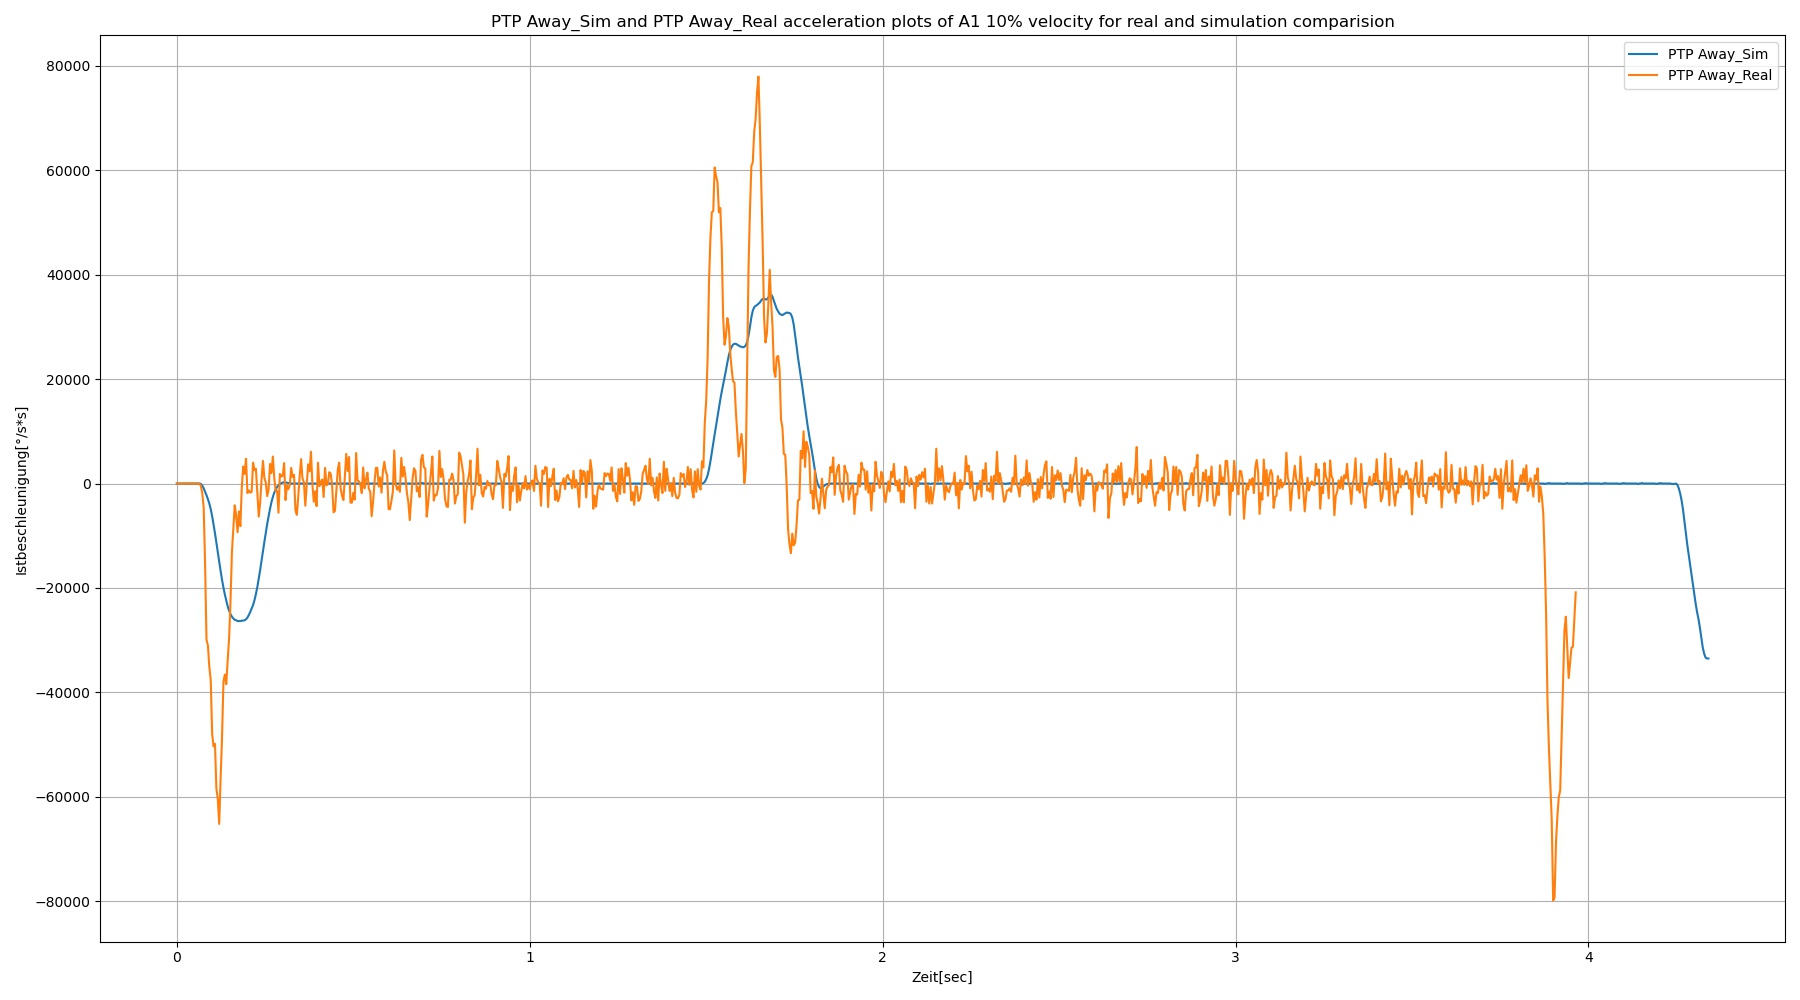 PTP Away_Sim and PTP Away_Real acceleration plots of A1 10% velocity for real and simulation comparision
PTP Away_Sim
PTP Away_Real
80000
60000
40000
20000
0
−20000
−40000
−60000
−80000
Istbeschleunigung[°/s*s]
0 1 2 3 4
Zeit[sec]